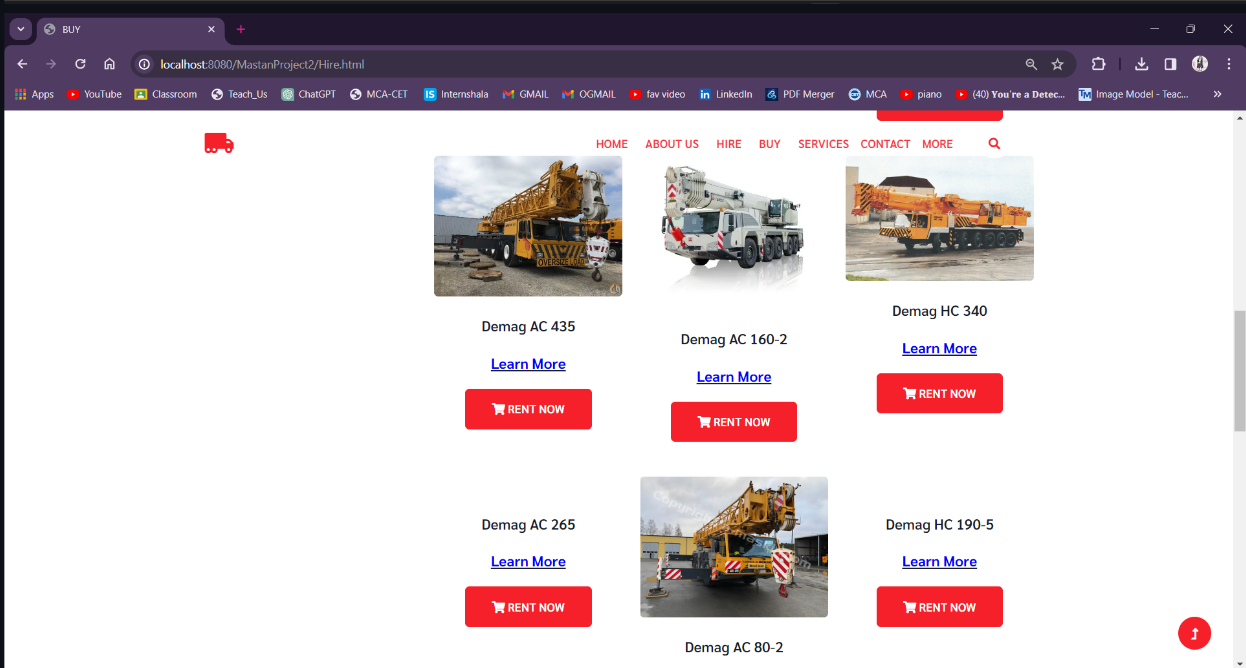 BUY
localhost:8080/MastanProject2/Hire.html
Apps YouTube Classroom Teach_Us ChatGPT MCA-CET Internshala GMAIL OGMAIL fav video LinkedIn PDF Merger MCA piano (40) You're a Detec... Image Model - Teac...
HOME ABOUT US HIRE BUY SERVICES CONTACT MORE
OVERSIZE LOAD
Demag AC 435
Learn More
RENT NOW
Demag AC 160-2
Learn More
RENT NOW
Demag HC 340
Learn More
RENT NOW
Demag AC 265
Learn More
RENT NOW
Demag AC 80-2
Demag HC 190-5
Learn More
RENT NOW